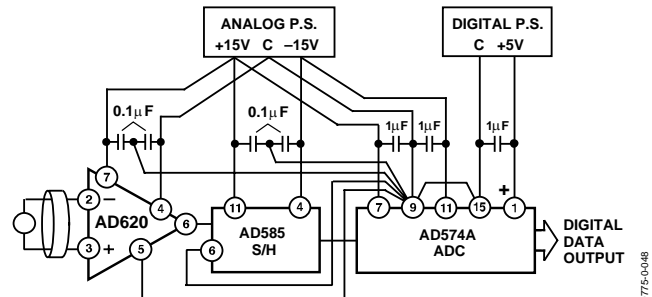 ANALOG P.S.
+15V C –15V
DIGITAL P.S.
C +5V
0.1µF
0.1µF
1µF
1µF
1µF
7
2
–
4
AD620
6
3
+
5
11
4
AD585
S/H
6
7
9
11
15
+
1
AD574A
ADC
DIGITAL
DATA
OUTPUT
775-0-048